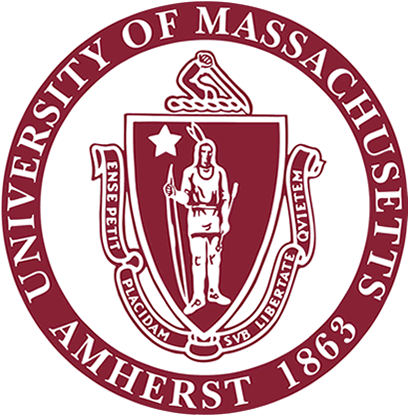 UNIVERSITY OF MASSACHUSETTS
AMHERST 1863
ENSE PETIT
PLACIDAM
SVB LIBERTATE
QVIETEM